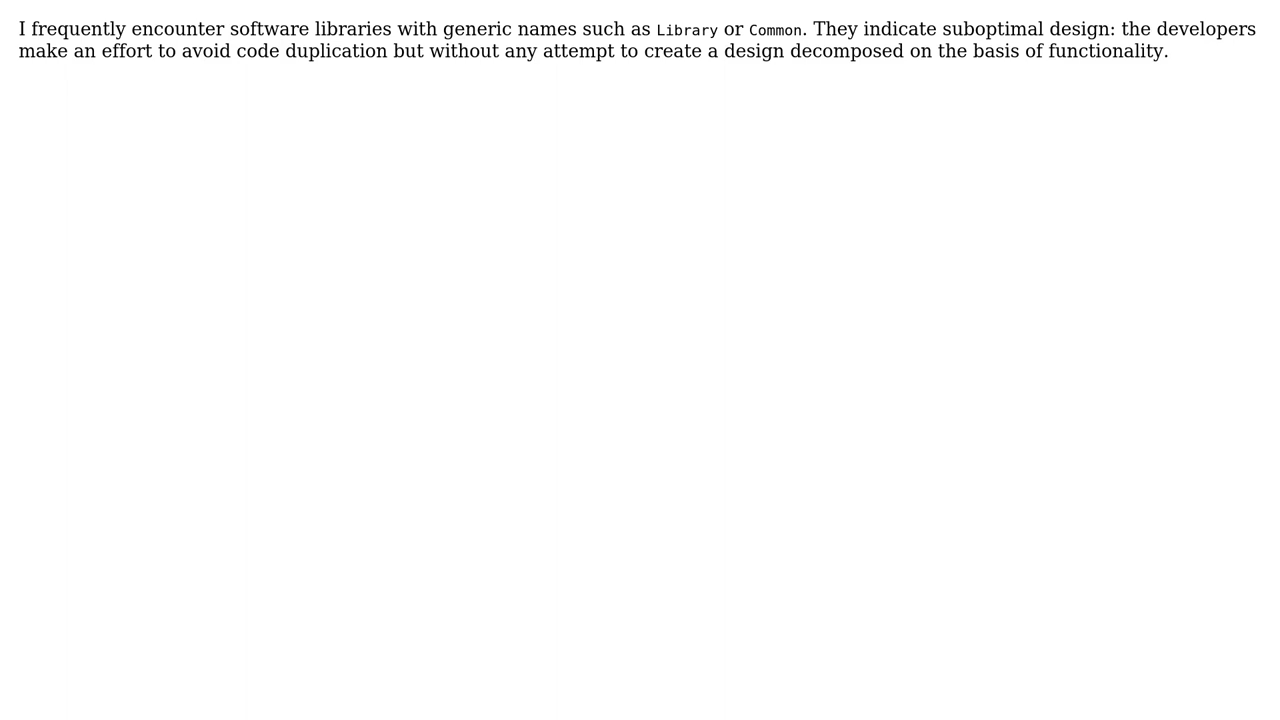 I frequently encounter software libraries with generic names such as Library or Common. They indicate suboptimal design: the developers
make an effort to avoid code duplication but without any attempt to create a design decomposed on the basis of functionality.